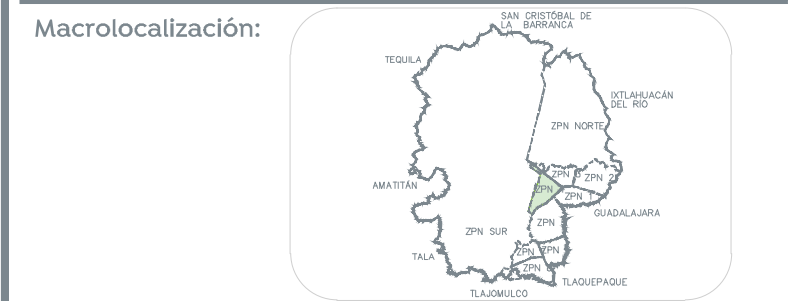 Macrolocalización:
SAN CRISTÓBAL DE
LA BARRANCA
TEQUILA
IXTLAHUACÁN
DEL RÍO
ZPN NORTE
ZPN
ZPN 2
AMATITÁN
ZPN
ZPN 1
GUADALAJARA
ZPN
ZPN SUR
ZPN
ZPN
TALA
ZPN
TLAQUEPAQUE
TLAJOMULCO